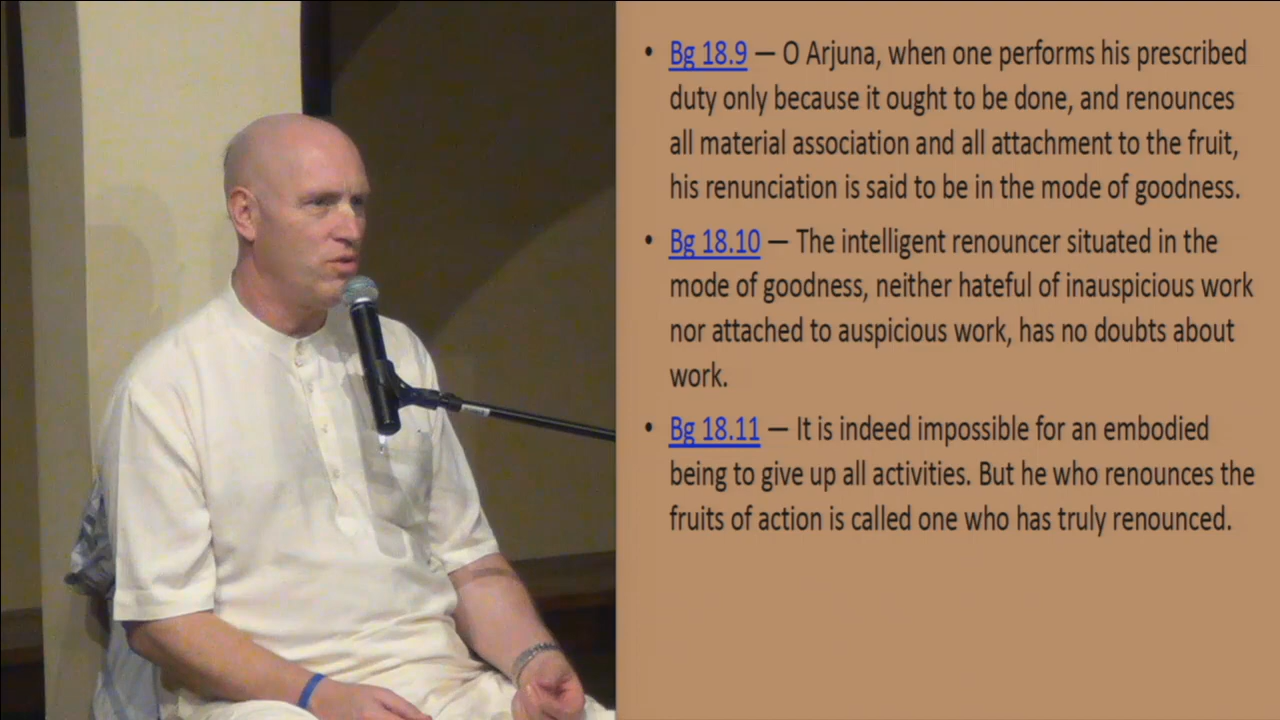 • Bg 18.9 — O Arjuna, when one performs his prescribed
duty only because it ought to be done, and renounces
all material association and all attachment to the fruit,
his renunciation is said to be in the mode of goodness.
• Bg 18.10 — The intelligent renouncer situated in the
mode of goodness, neither hateful of inauspicious work
nor attached to auspicious work, has no doubts about
work.
• Bg 18.11 — It is indeed impossible for an embodied
being to give up all activities. But he who renounces the
fruits of action is called one who has truly renounced.